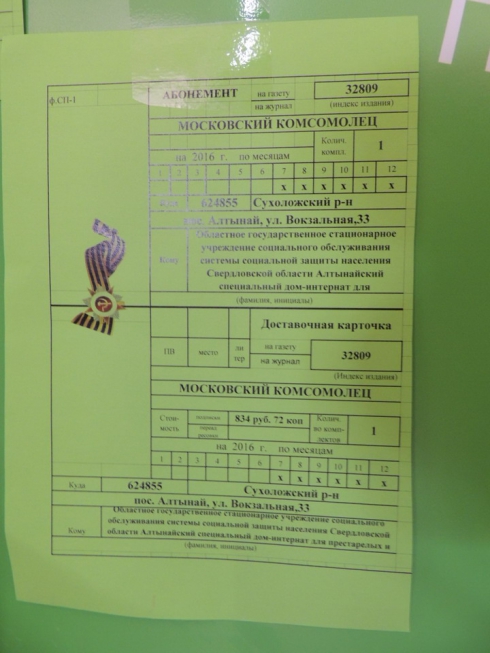 ф.СП-1
АБОНЕМЕНТ на газету 32809
на журнал (индекс издания)
МОСКОВСКИЙ КОМСОМОЛЕЦ
на 2016 г. по месяцам Колич. компл. 1
1 2 3 4 5 6 7 8 9 10 11 12
х х х х х х
Куда 624855 Сухоложский р-н
пос. Алтынай, ул. Вокзальная,33
Кому Областное государственное стационарное
учреждение социального обслуживания
системы социальной защиты населения
Свердловской области Алтынайский
специальный дом-интернат для
(фамилия, инициалы)
Доставочная карточка
ПВ место ли тер на газету 32809
на журнал
(Индекс издания)
МОСКОВСКИЙ КОМСОМОЛЕЦ
Стоимость подписки 834 руб. 72 коп Колич. во комплектов 1
на 2016 г. по месяцам
1 2 3 4 5 6 7 8 9 10 11 12
х х х х х х
Куда 624855 Сухоложский р-н
пос. Алтынай, ул. Вокзальная,33
Кому Областное государственное стационарное учреждение социального
обслуживания системы социальной защиты населения Свердловской
области Алтынайский специальный дом-интернат для престарелых и
(фамилия, инициалы)